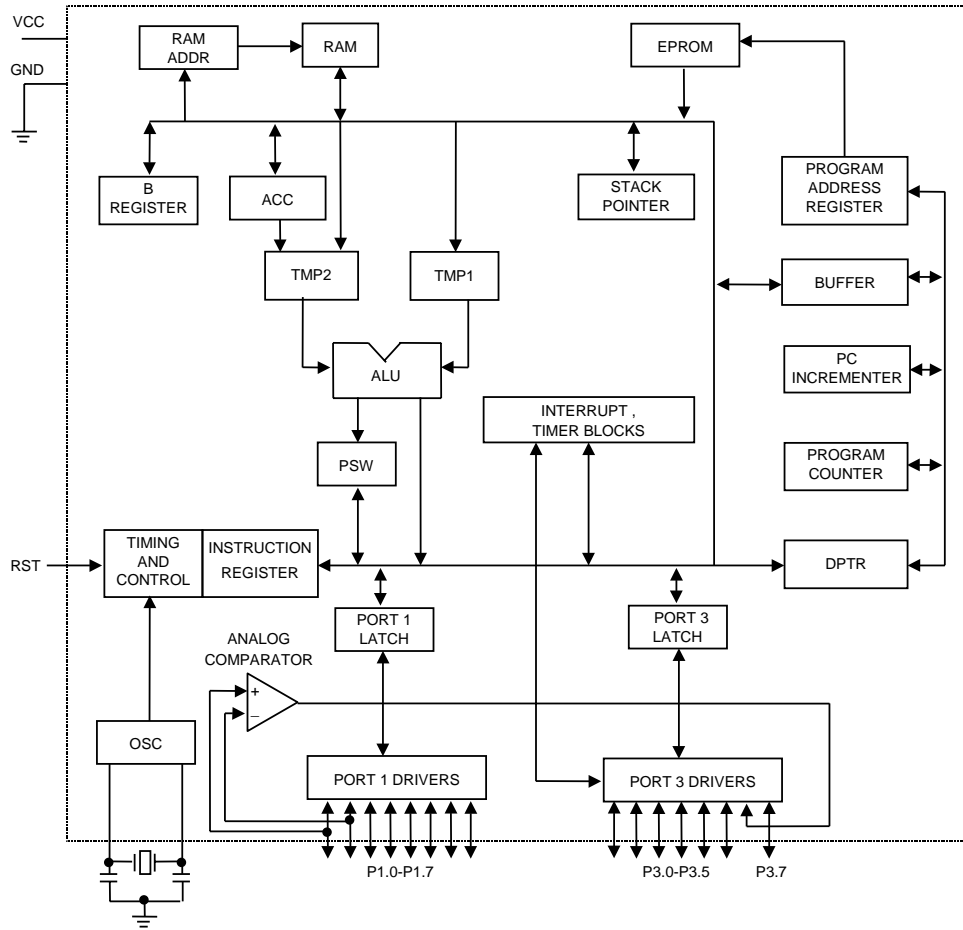 VCC
GND
RAM
ADDR
RAM
EPROM
B
REGISTER
ACC
STACK
POINTER
PROGRAM
ADDRESS
REGISTER
TMP2
TMP1
BUFFER
ALU
PC
INCREMENTER
INTERRUPT ,
TIMER BLOCKS
PSW
PROGRAM
COUNTER
RST
TIMING
AND
CONTROL
INSTRUCTION
REGISTER
DPTR
PORT 1
LATCH
PORT 3
LATCH
ANALOG
COMPARATOR
+
−
OSC
PORT 1 DRIVERS
PORT 3 DRIVERS
P1.0-P1.7
P3.0-P3.5
P3.7